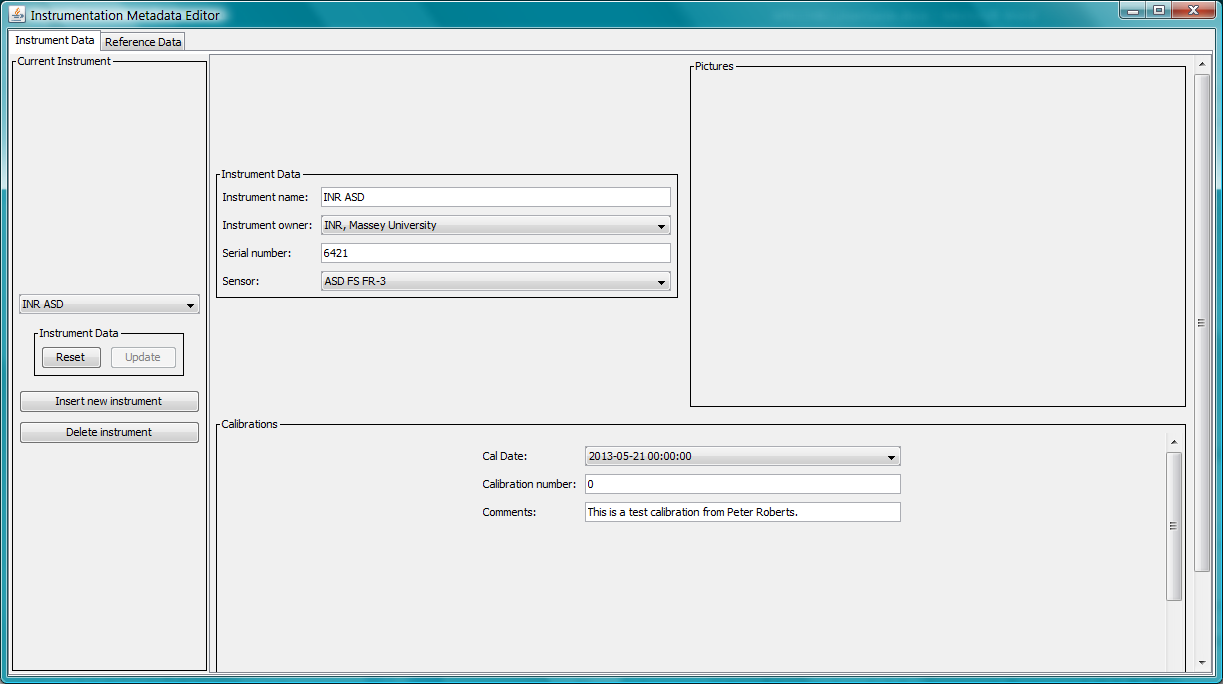 Instrumentation Metadata Editor
Instrument Data Reference Data
Current Instrument
INR ASD
Instrument Data
Reset Update
Insert new instrument
Delete instrument
Instrument Data
Instrument name: INR ASD
Instrument owner: INR, Massey University
Serial number: 6421
Sensor: ASD FS FR-3
Pictures
Calibrations
Cal Date: 2013-05-21 00:00:00
Calibration number: 0
Comments: This is a test calibration from Peter Roberts.